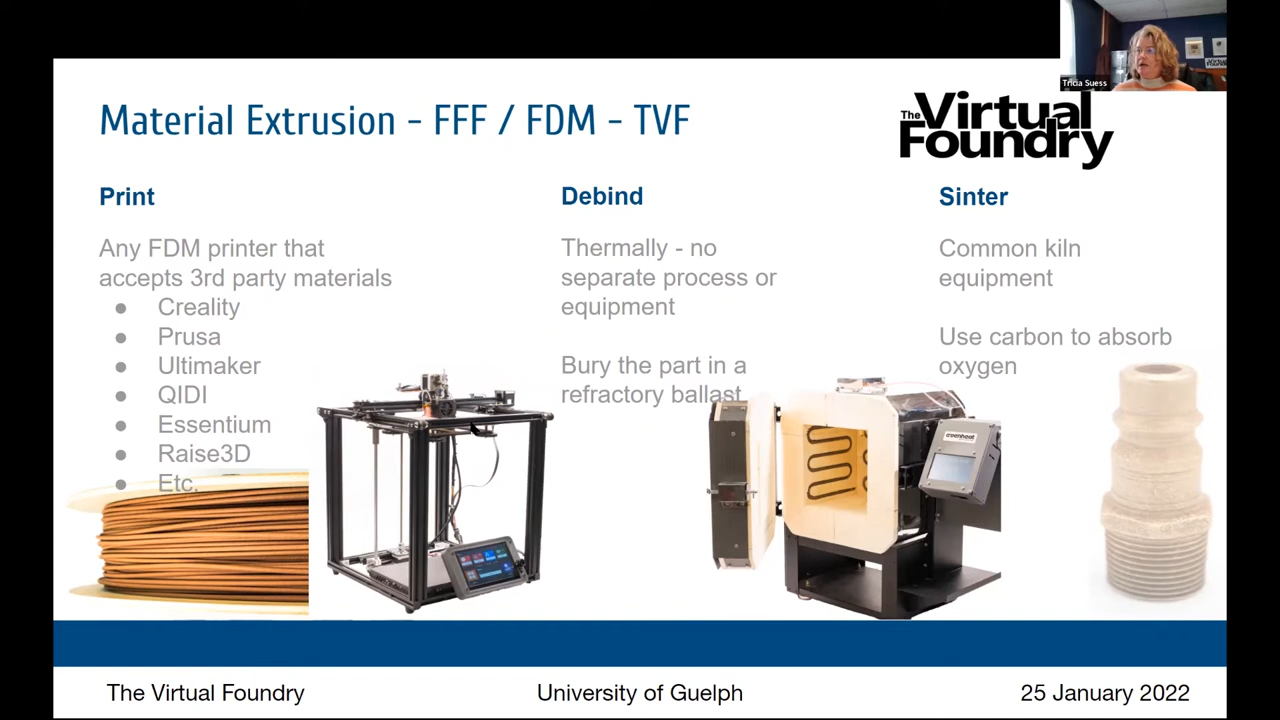 Tricia Suess
Material Extrusion - FFF / FDM - TVF
The Virtual
Foundry
Print
Any FDM printer that
accepts 3rd party materials
● Creality
● Prusa
● Ultimaker
● QIDI
● Essentium
● Raise3D
● Etc.
Debind
Thermally - no
separate process or
equipment
Bury the part in a
refractory ballast
Sinter
Common kiln
equipment
Use carbon to absorb
oxygen
The Virtual Foundry
University of Guelph
25 January 2022